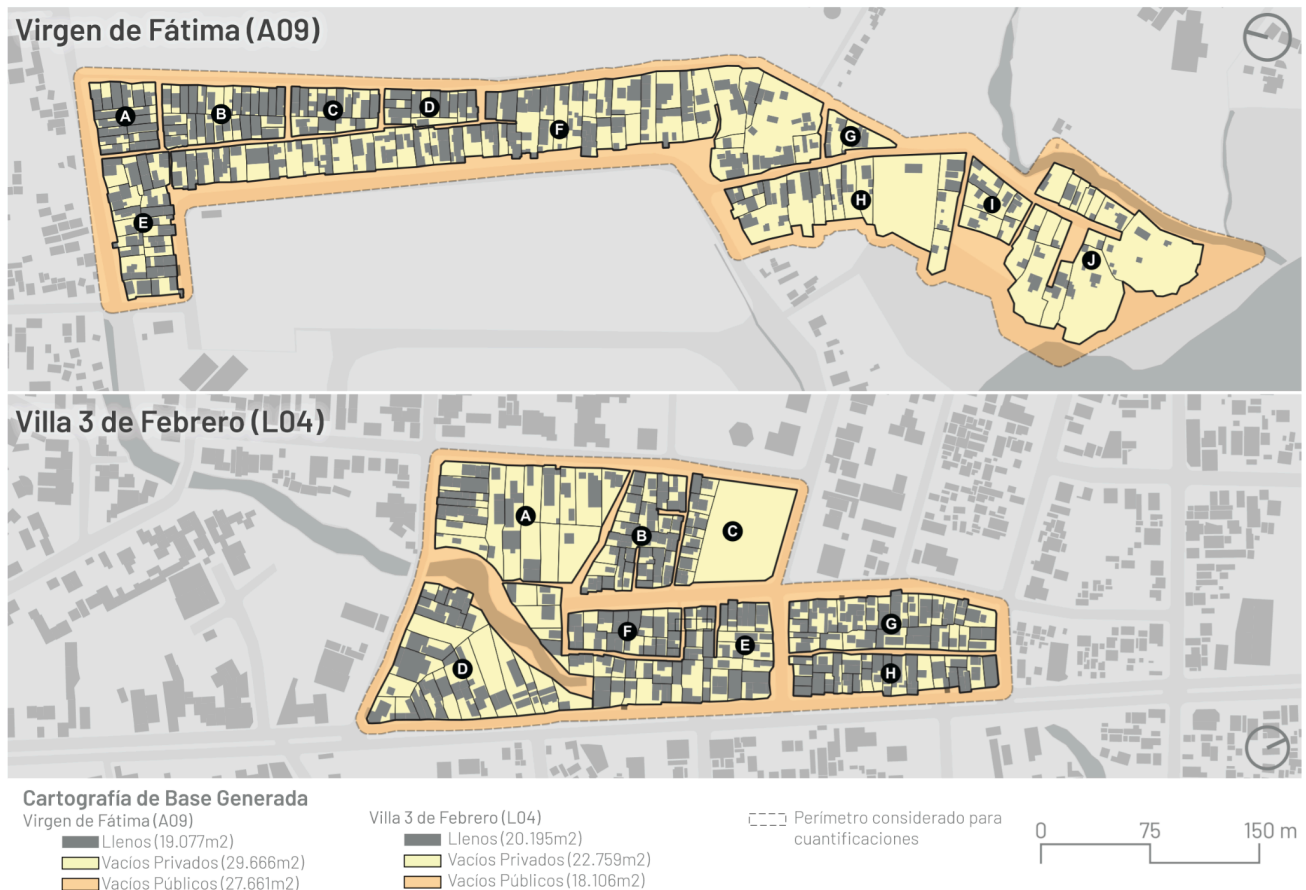 Virgen de Fátima (A09)
A
B
C
D
E
F
G
H
I
J
Villa 3 de Febrero (L04)
A
B
C
D
E
F
G
H
Cartografía de Base Generada
Virgen de Fátima (A09)
Llenos (19.077m2)
Vacíos Privados (29.666m2)
Vacíos Públicos (27.661m2)
Villa 3 de Febrero (L04)
Llenos (20.195m2)
Vacíos Privados (22.759m2)
Vacíos Públicos (18.106m2)
Perímetro considerado para
cuantificaciones
0 75 150 m